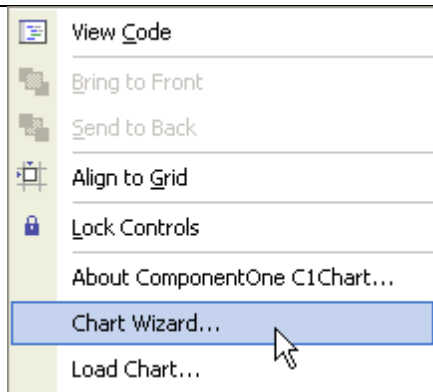 View Code
Bring to Front
Send to Back
Align to Grid
Lock Controls
About ComponentOne C1Chart...
Chart Wizard...
Load Chart...